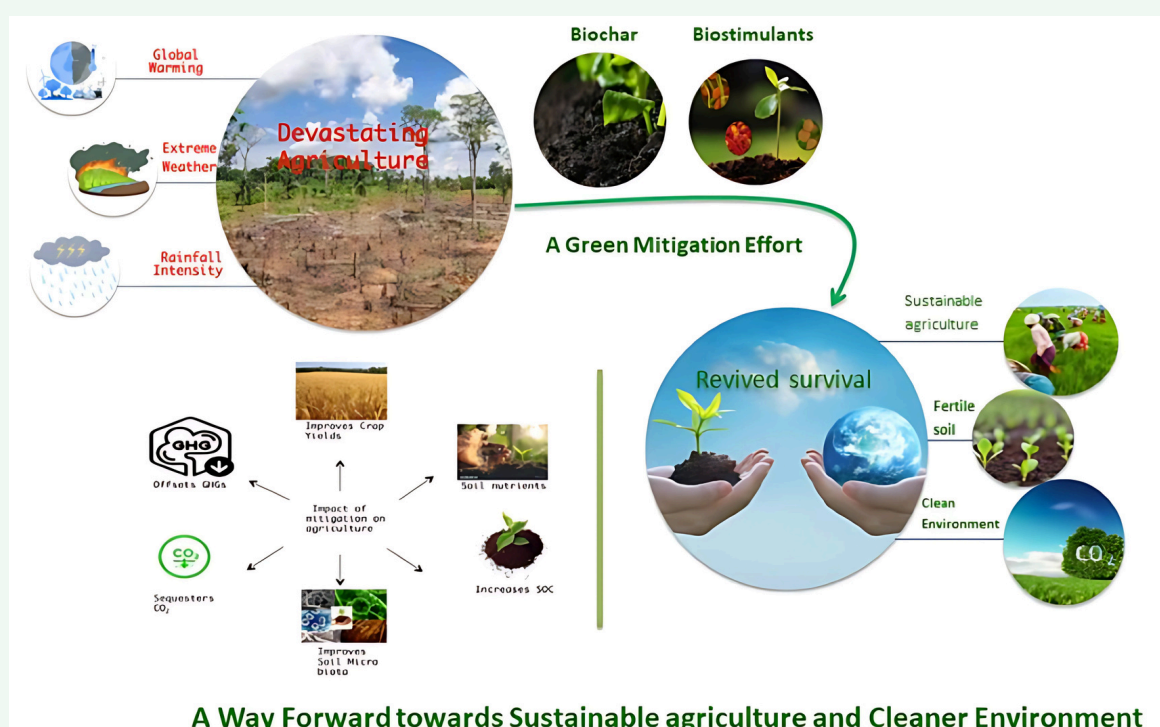 Global
Warming
Extreme
Weather
Rainfall
Intensity
Devastating
Agriculture
Biochar
Biostimulants
A Green Mitigation Effort
Revived survival
Sustainable
agriculture
Fertile
soil
Clean
Environment
CO₂
Improves Crop
Yields
GHG
Offsets GHGs
Soil nutrients
Impact of
mitigation on
agriculture
CO₂
Sequesters
CO₂
Increases SOC
Improves
Soil Micro
biota
A Way Forward towards Sustainable agriculture and Cleaner Environment